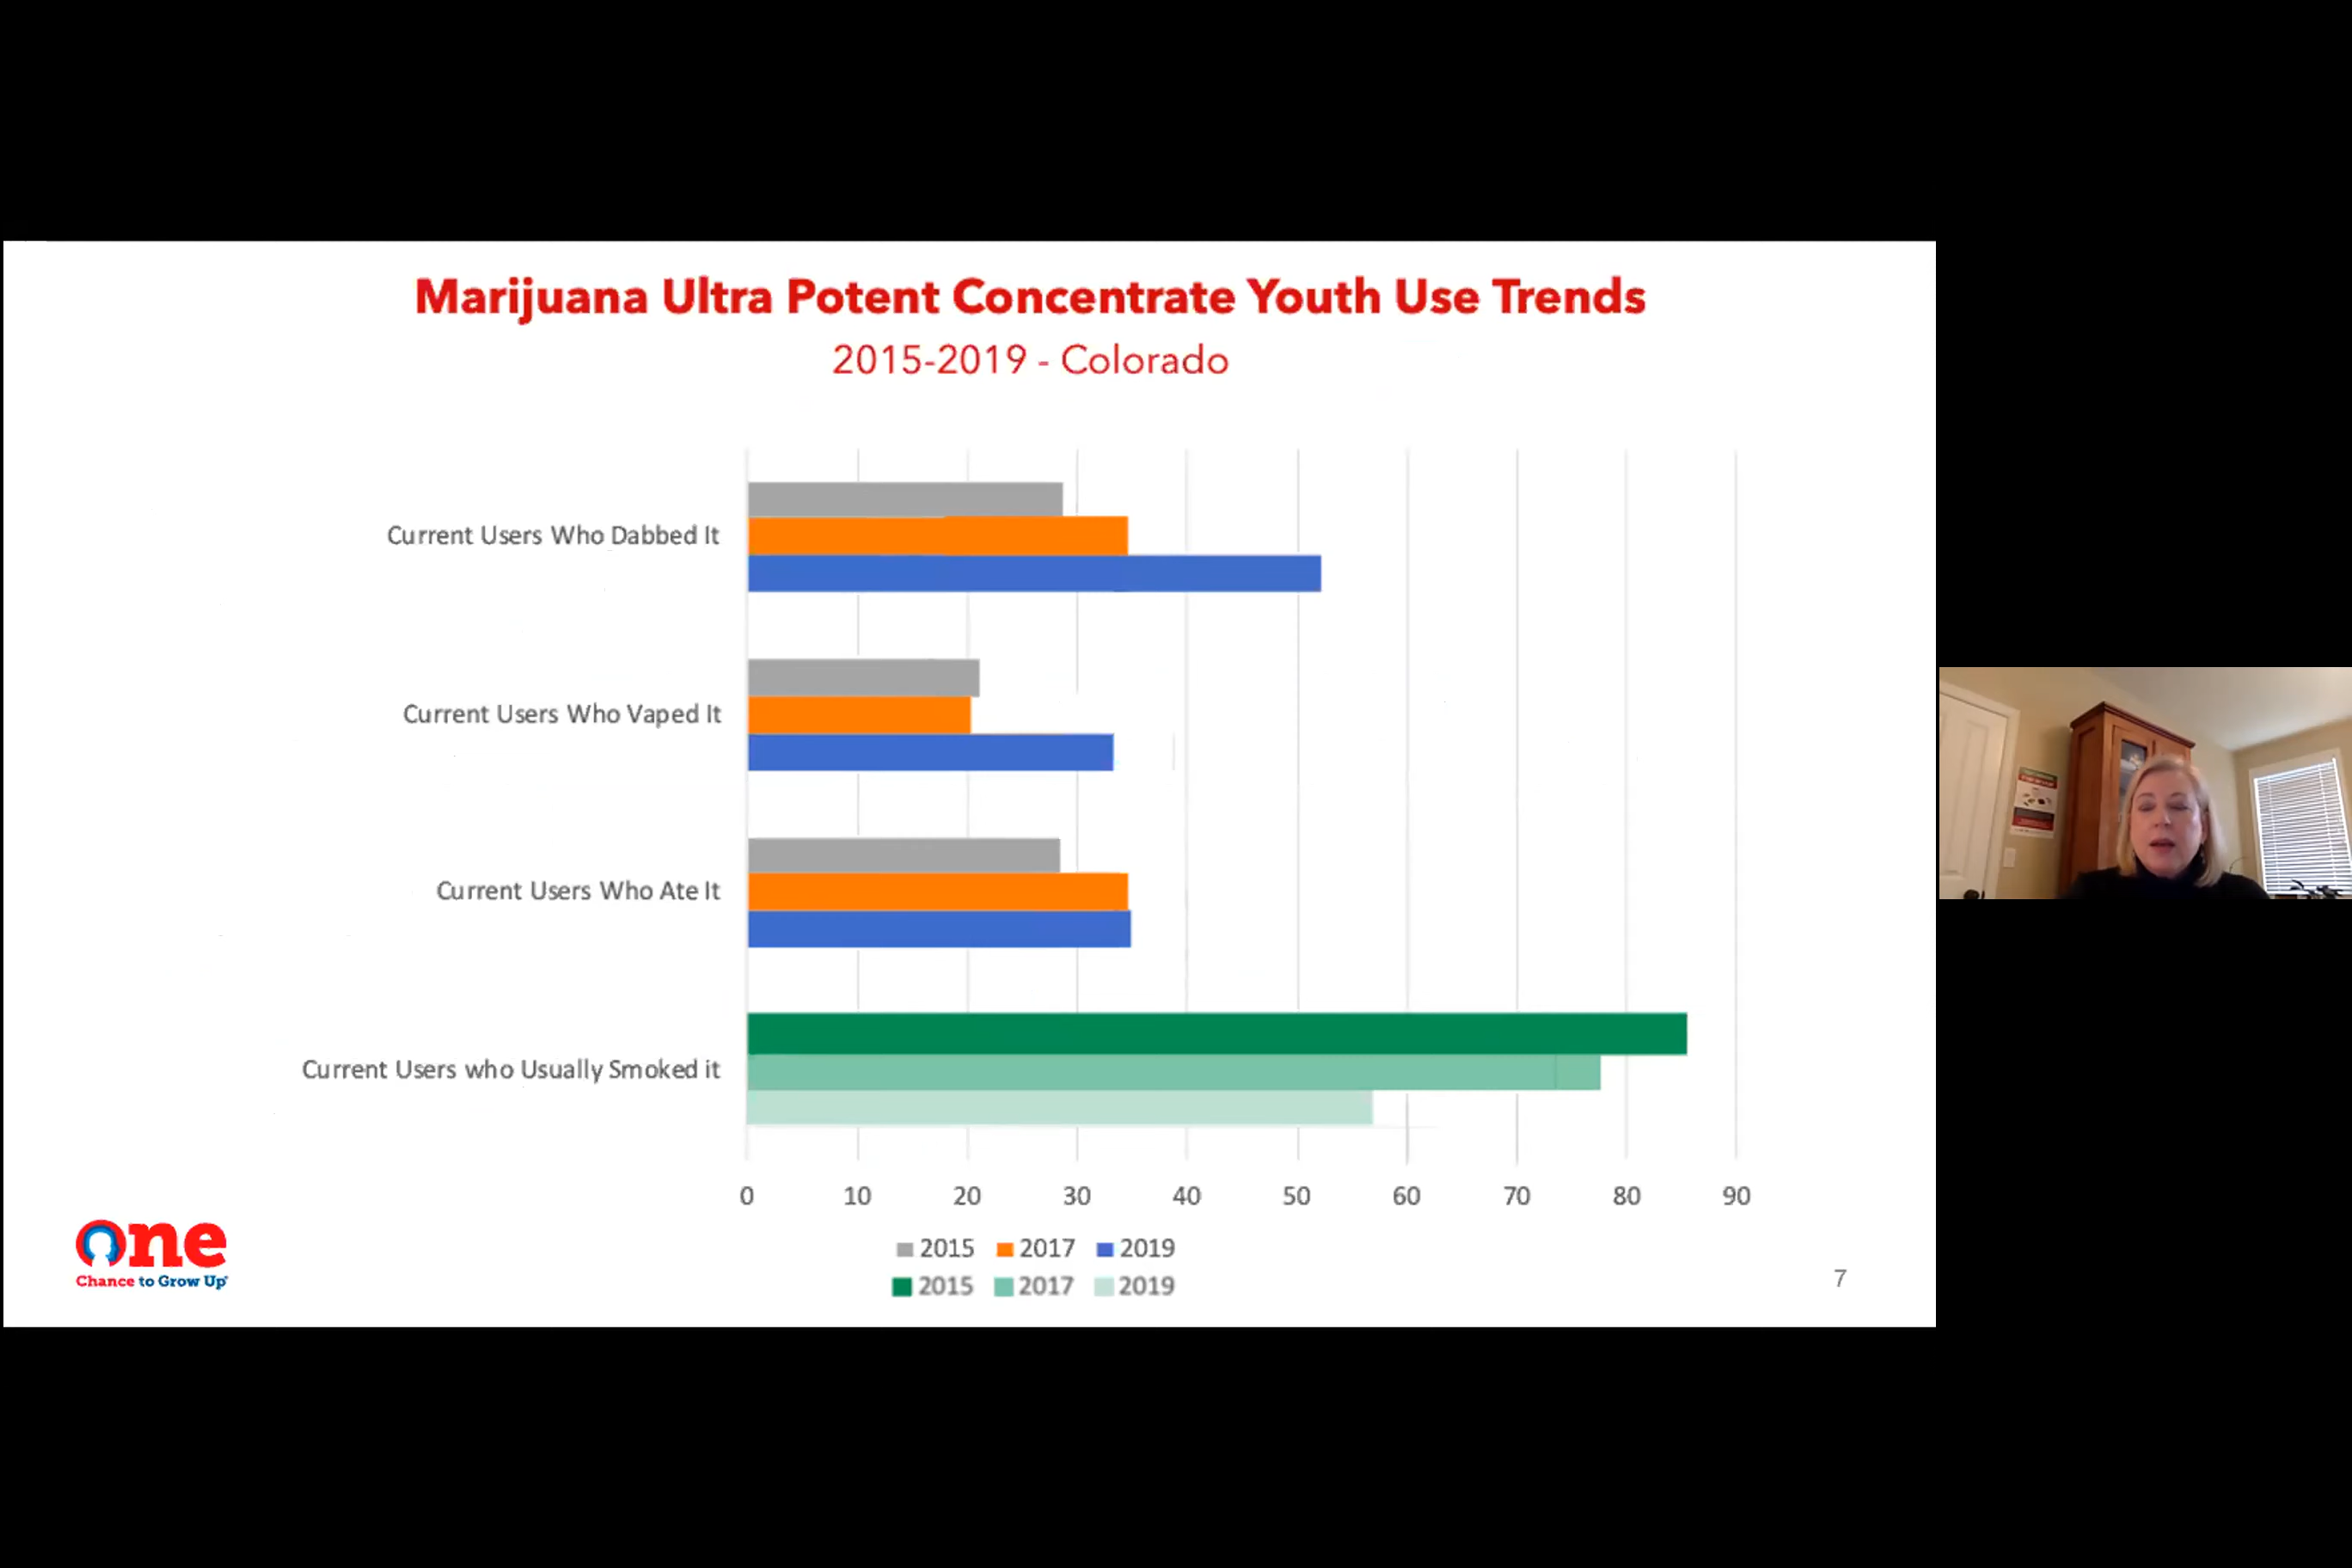 Marijuana Ultra Potent Concentrate Youth Use Trends
2015-2019 - Colorado
Current Users Who Dabbed It
Current Users Who Vaped It
Current Users Who Ate It
Current Users who Usually Smoked it
0 10 20 30 40 50 60 70 80 90
2015 2017 2019
2015 2017 2019
One
Chance to Grow Up
7